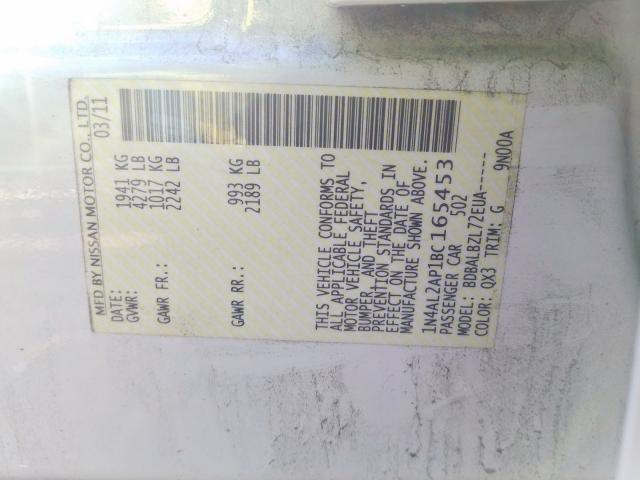 MFD BY NISSAN MOTOR CO., LTD.
DATE: 03/11
GVWR: 1941 KG
4279 LB
GAWR FR.: 1017 KG
2242 LB
GAWR RR.: 993 KG
2189 LB
THIS VEHICLE CONFORMS TO
ALL APPLICABLE FEDERAL
MOTOR VEHICLE SAFETY,
BUMPER, AND THEFT
PREVENTION STANDARDS IN
EFFECT ON THE DATE OF
MANUFACTURE SHOWN ABOVE.
1N4AL2AP1BC165453
PASSENGER CAR 502
MODEL: BDBALBZL72EUA-----
COLOR: QX3 TRIM: G 9N00A